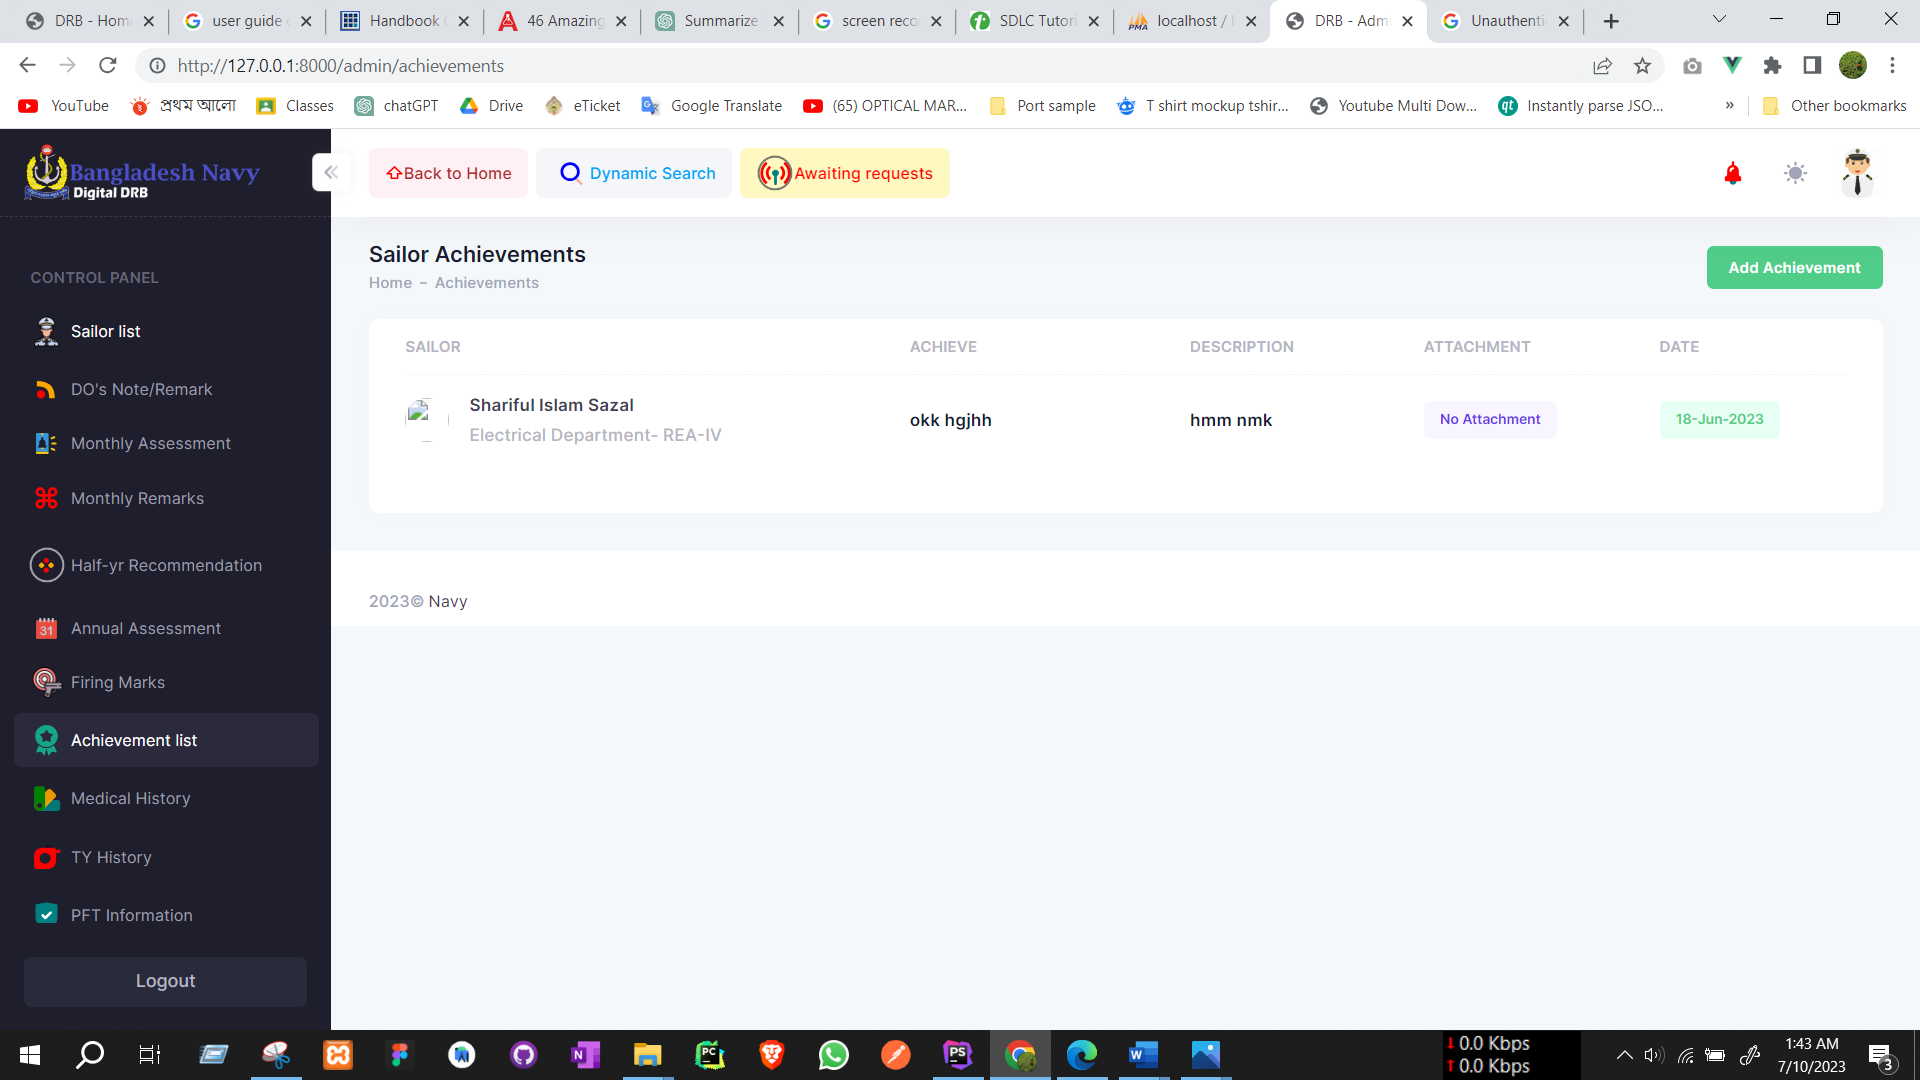 DRB - Hom
user guide
Handbook
46 Amazing
Summarize
screen reco
SDLC Tutori
localhost /
DRB - Adm
Unauthenti
http://127.0.0.1:8000/admin/achievements
YouTube
প্রথম আলো
Classes
chatGPT
Drive
eTicket
Google Translate
(65) OPTICAL MAR...
Port sample
T shirt mockup tshir...
Youtube Multi Dow...
Instantly parse JSO...
»
Other bookmarks
Bangladesh Navy
Digital DRB
Back to Home
Dynamic Search
Awaiting requests
CONTROL PANEL
Sailor list
DO's Note/Remark
Monthly Assessment
Monthly Remarks
Half-yr Recommendation
31
Annual Assessment
Firing Marks
Achievement list
Medical History
TY History
PFT Information
Logout
Sailor Achievements
Home – Achievements
Add Achievement
SAILOR ACHIEVE DESCRIPTION ATTACHMENT DATE
Shariful Islam Sazal
Electrical Department- REA-IV
okk hgjhh
hmm nmk
No Attachment
18-Jun-2023
2023© Navy
0.0 Kbps
0.0 Kbps
1:43 AM
7/10/2023
3